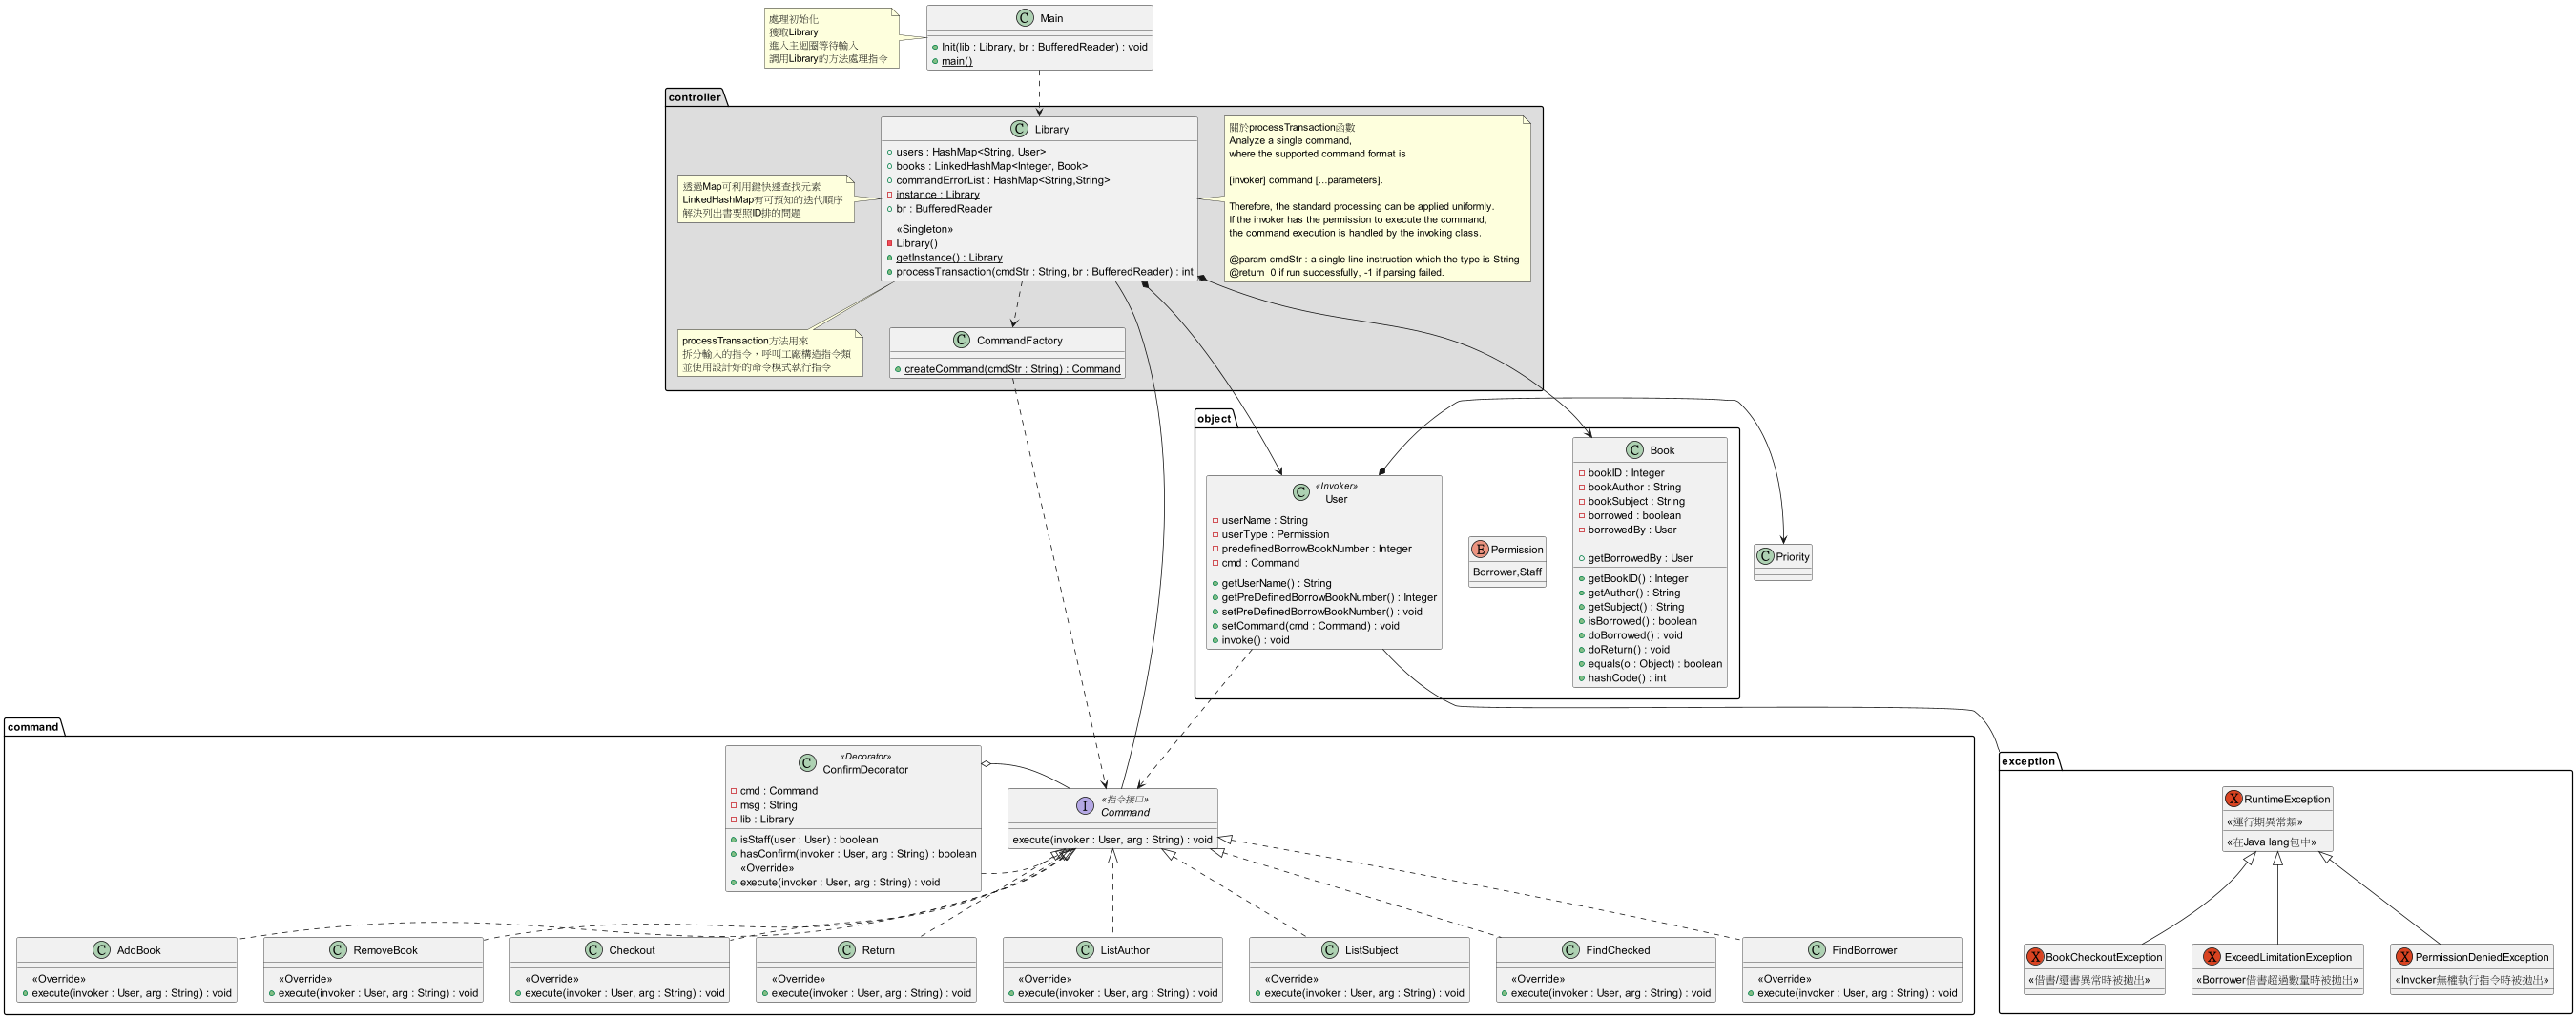 處理初始化
獲取Library
進入主迴圈等待輸入
調用Library的方法處理指令
C Main
Init(lib : Library, br : BufferedReader) : void
main()
controller
C Library
users : HashMap<String, User>
books : LinkedHashMap<Integer, Book>
commandErrorList : HashMap<String,String>
instance : Library
br : BufferedReader
«Singleton»
Library()
getInstance() : Library
processTransaction(cmdStr : String, br : BufferedReader) : int
透過Map可利用鍵快速查找元素
LinkedHashMap有可預知的迭代順序
解決列出書要照ID排的問題
關於processTransaction函數
Analyze a single command,
where the supported command format is
[invoker] command [...parameters].
Therefore, the standard processing can be applied uniformly.
If the invoker has the permission to execute the command,
the command execution is handled by the invoking class.
@param cmdStr : a single line instruction which the type is String
@return  0 if run successfully, -1 if parsing failed.
processTransaction方法用來
拆分輸入的指令，呼叫工廠構造指令類
並使用設計好的命令模式執行指令
C CommandFactory
createCommand(cmdStr : String) : Command
object
C «Invoker»
User
userName : String
userType : Permission
predefinedBorrowBookNumber : Integer
cmd : Command
getUserName() : String
getPreDefinedBorrowBookNumber() : Integer
setPreDefinedBorrowBookNumber() : void
setCommand(cmd : Command) : void
invoke() : void
E Permission
Borrower,Staff
C Book
bookID : Integer
bookAuthor : String
bookSubject : String
borrowed : boolean
borrowedBy : User
getBorrowedBy : User
getBookID() : Integer
getAuthor() : String
getSubject() : String
isBorrowed() : boolean
doBorrowed() : void
doReturn() : void
equals(o : Object) : boolean
hashCode() : int
C Priority
command
C «Decorator»
ConfirmDecorator
cmd : Command
msg : String
lib : Library
isStaff(user : User) : boolean
hasConfirm(invoker : User, arg : String) : boolean
«Override»
execute(invoker : User, arg : String) : void
I «指令接口»
Command
execute(invoker : User, arg : String) : void
C AddBook
«Override»
execute(invoker : User, arg : String) : void
C RemoveBook
«Override»
execute(invoker : User, arg : String) : void
C Checkout
«Override»
execute(invoker : User, arg : String) : void
C Return
«Override»
execute(invoker : User, arg : String) : void
C ListAuthor
«Override»
execute(invoker : User, arg : String) : void
C ListSubject
«Override»
execute(invoker : User, arg : String) : void
C FindChecked
«Override»
execute(invoker : User, arg : String) : void
C FindBorrower
«Override»
execute(invoker : User, arg : String) : void
exception
X RuntimeException
«運行期異常類»
«在Java lang包中»
X BookCheckoutException
«借書/還書異常時被拋出»
X ExceedLimitationException
«Borrower借書超過數量時被拋出»
X PermissionDeniedException
«Invoker無權執行指令時被拋出»